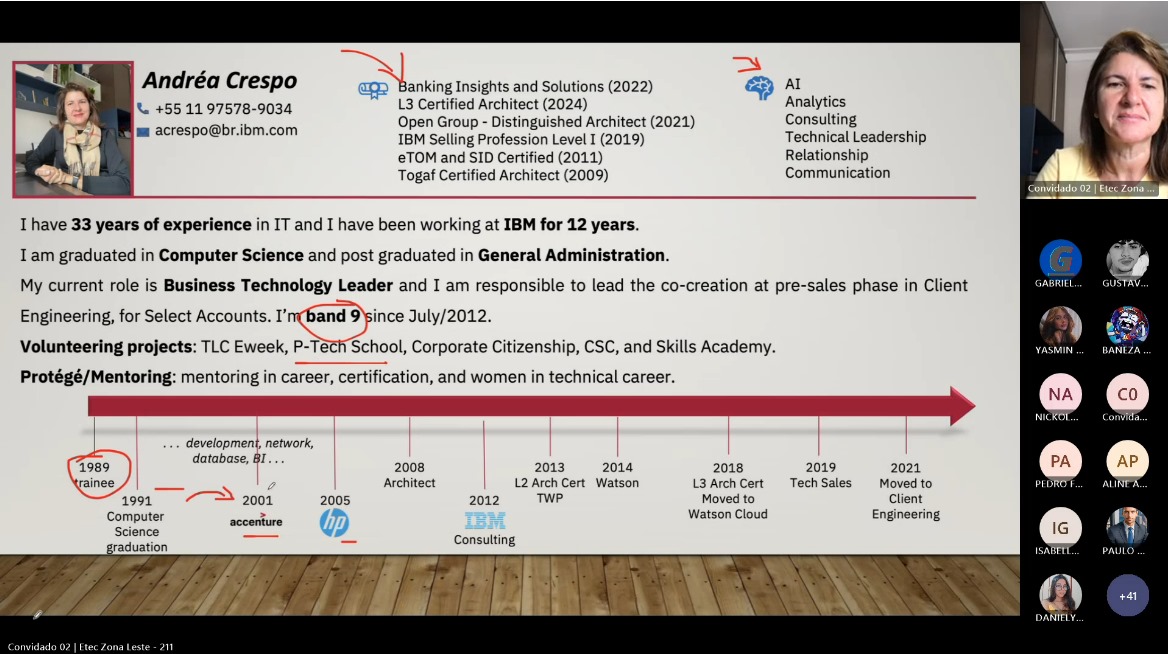 Andréa Crespo
+55 11 97578-9034
acrespo@br.ibm.com
Banking Insights and Solutions (2022)
L3 Certified Architect (2024)
Open Group - Distinguished Architect (2021)
IBM Selling Profession Level I (2019)
eTOM and SID Certified (2011)
Togaf Certified Architect (2009)
AI
Analytics
Consulting
Technical Leadership
Relationship
Communication
I have 33 years of experience in IT and I have been working at IBM for 12 years.
I am graduated in Computer Science and post graduated in General Administration.
My current role is Business Technology Leader and I am responsible to lead the co-creation at pre-sales phase in Client
Engineering, for Select Accounts. I'm band 9 since July/2012.
Volunteering projects: TLC Eweek, P-Tech School, Corporate Citizenship, CSC, and Skills Academy.
Protégé/Mentoring: mentoring in career, certification, and women in technical career.
. . . development, network,
database, BI . . .
1989
trainee
1991
Computer
Science
graduation
2001
accenture
2005
hp
2008
Architect
2012
IBM
Consulting
2013
L2 Arch Cert
TWP
2014
Watson
2018
L3 Arch Cert
Moved to
Watson Cloud
2019
Tech Sales
2021
Moved to
Client
Engineering
Convidado 02 | Etec Zona ...
G
GABRIEL...
GUSTAV...
YASMIN ...
BANEZA ...
NA
NICKOL...
C0
Convida...
PA
PEDRO F...
AP
ALINE A...
IG
ISABELL...
PAULO ...
DANIELY...
+41
Convidado 02 | Etec Zona Leste - 211